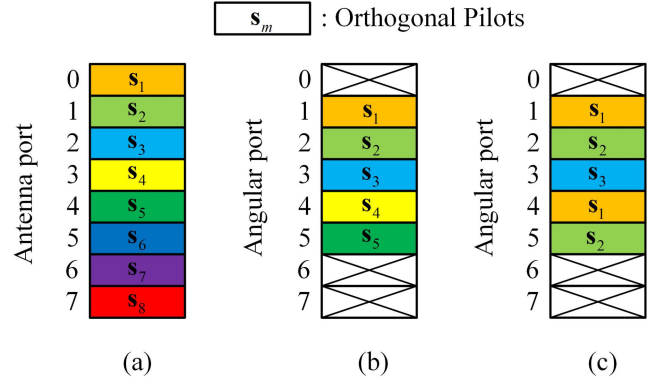 s_m : Orthogonal Pilots
Antenna port
0 s_1
1 s_2
2 s_3
3 s_4
4 s_5
5 s_6
6 s_7
7 s_8
(a)
Angular port
0
1 s_1
2 s_2
3 s_3
4 s_4
5 s_5
6
7
(b)
Angular port
0
1 s_1
2 s_2
3 s_3
4 s_1
5 s_2
6
7
(c)